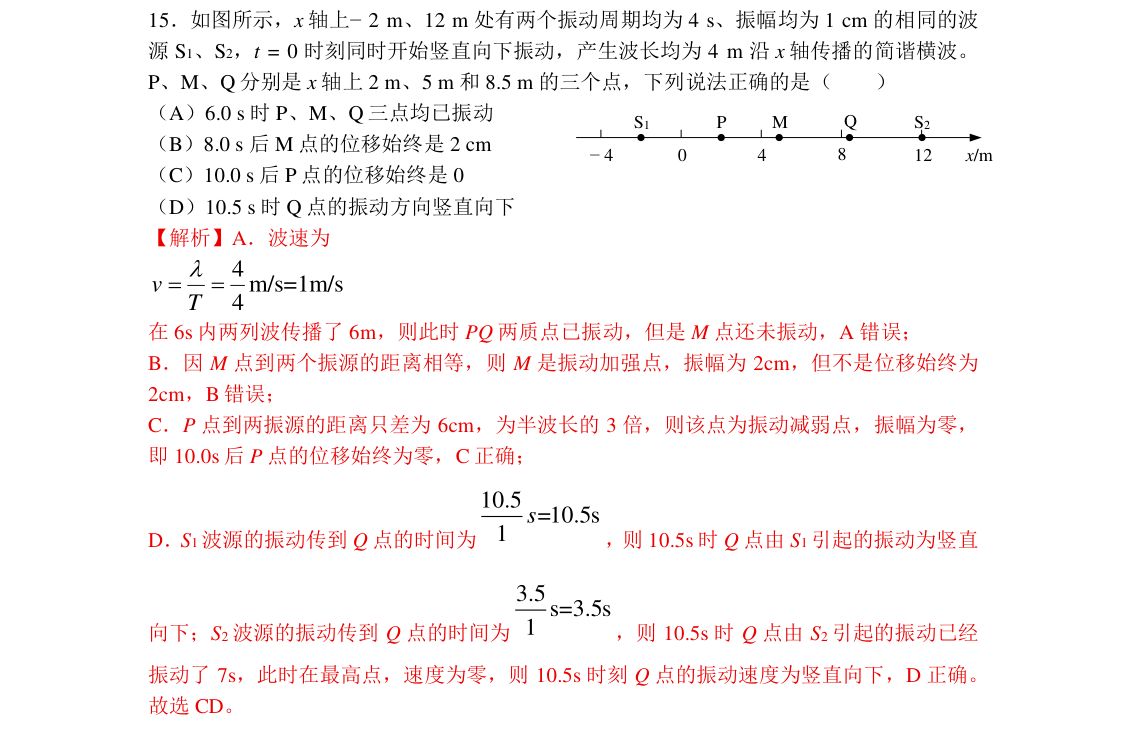 15．如图所示，x 轴上− 2 m、12 m 处有两个振动周期均为 4 s、振幅均为 1 cm 的相同的波
源 S1、S2，t = 0 时刻同时开始竖直向下振动，产生波长均为 4 m 沿 x 轴传播的简谐横波。
P、M、Q 分别是 x 轴上 2 m、5 m 和 8.5 m 的三个点，下列说法正确的是（　　）
（A）6.0 s 时 P、M、Q 三点均已振动
（B）8.0 s 后 M 点的位移始终是 2 cm
（C）10.0 s 后 P 点的位移始终是 0
（D）10.5 s 时 Q 点的振动方向竖直向下
S1 P M Q S2
−4 0 4 8 12 x/m
【解析】A．波速为
v = λ/T = 4/4 m/s=1m/s
在 6s 内两列波传播了 6m，则此时 PQ 两质点已振动，但是 M 点还未振动，A 错误；
B．因 M 点到两个振源的距离相等，则 M 是振动加强点，振幅为 2cm，但不是位移始终为
2cm，B 错误；
C．P 点到两振源的距离只差为 6cm，为半波长的 3 倍，则该点为振动减弱点，振幅为零，
即 10.0s 后 P 点的位移始终为零，C 正确；
D．S1 波源的振动传到 Q 点的时间为 10.5/1 s=10.5s ，则 10.5s 时 Q 点由 S1 引起的振动为竖直
向下；S2 波源的振动传到 Q 点的时间为 3.5/1 s=3.5s ，则 10.5s 时 Q 点由 S2 引起的振动已经
振动了 7s，此时在最高点，速度为零，则 10.5s 时刻 Q 点的振动速度为竖直向下，D 正确。
故选 CD。